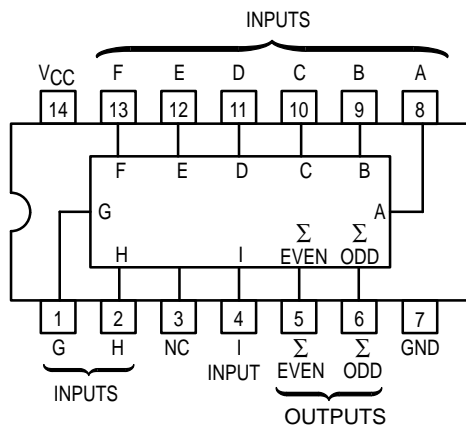 INPUTS
VCC F E D C B A
14 13 12 11 10 9 8
F E D C B
G A
H I Σ EVEN Σ ODD
1 2 3 4 5 6 7
G H NC I Σ Σ GND
INPUT EVEN ODD
INPUTS
OUTPUTS